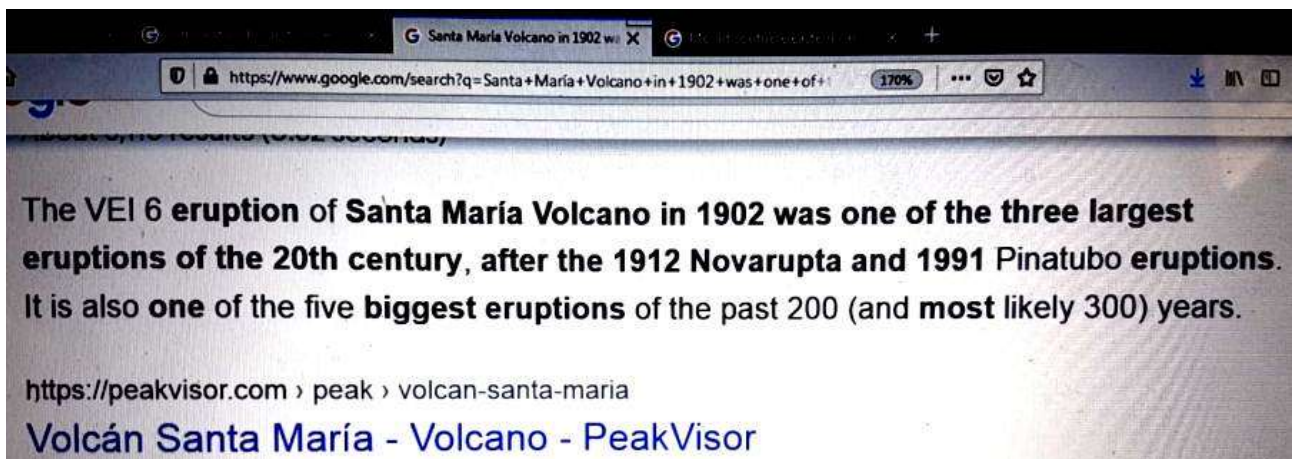 Santa María Volcano in 1902 wa
https://www.google.com/search?q=Santa+María+Volcano+in+1902+was+one+of+
170%
The VEI 6 eruption of Santa María Volcano in 1902 was one of the three largest
eruptions of the 20th century, after the 1912 Novarupta and 1991 Pinatubo eruptions.
It is also one of the five biggest eruptions of the past 200 (and most likely 300) years.
https://peakvisor.com › peak › volcan-santa-maria
Volcán Santa María - Volcano - PeakVisor